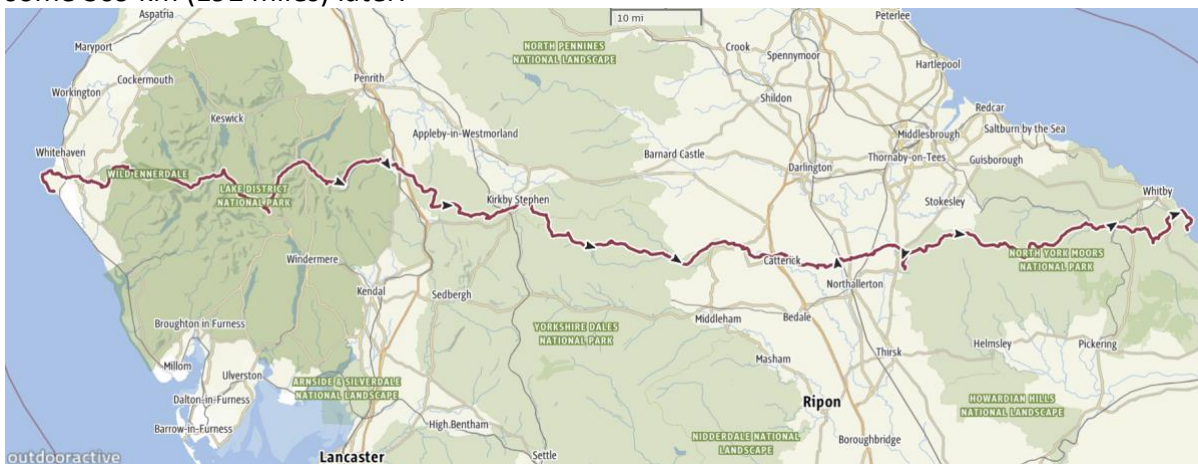 some km miles) later.
Aspatria
10 mi
Peterlee
Maryport
NORTH PENNINES
NATIONAL LANDSCAPE
Crook
Spennymoor
Hartlepool
Cockermouth
Penrith
Workington
Shildon
Redcar
Keswick
Appleby-in-Westmorland
Middlesbrough
Saltburn by the Sea
Whitehaven
Barnard Castle
Darlington
Thornaby-on-Tees
Guisborough
WILD ENNERDALE
LAKE DISTRICT
NATIONAL PARK
Kirkby Stephen
Stokesley
Whitby
Windermere
Catterick
NORTH YORK MOORS
NATIONAL PARK
Kendal
Sedbergh
Northallerton
Broughton in Furness
Middleham
Bedale
YORKSHIRE DALES
NATIONAL PARK
Helmsley
Pickering
Millom
Ulverston
Masham
Thirsk
ARNSIDE & SILVERDALE
NATIONAL LANDSCAPE
Dalton-in-Furness
Ripon
HOWARDIAN HILLS
NATIONAL LANDSCAPE
Barrow-in-Furness
High Bentham
NIDDERDALE NATIONAL
LANDSCAPE
Boroughbridge
outdooractive
Lancaster
Settle